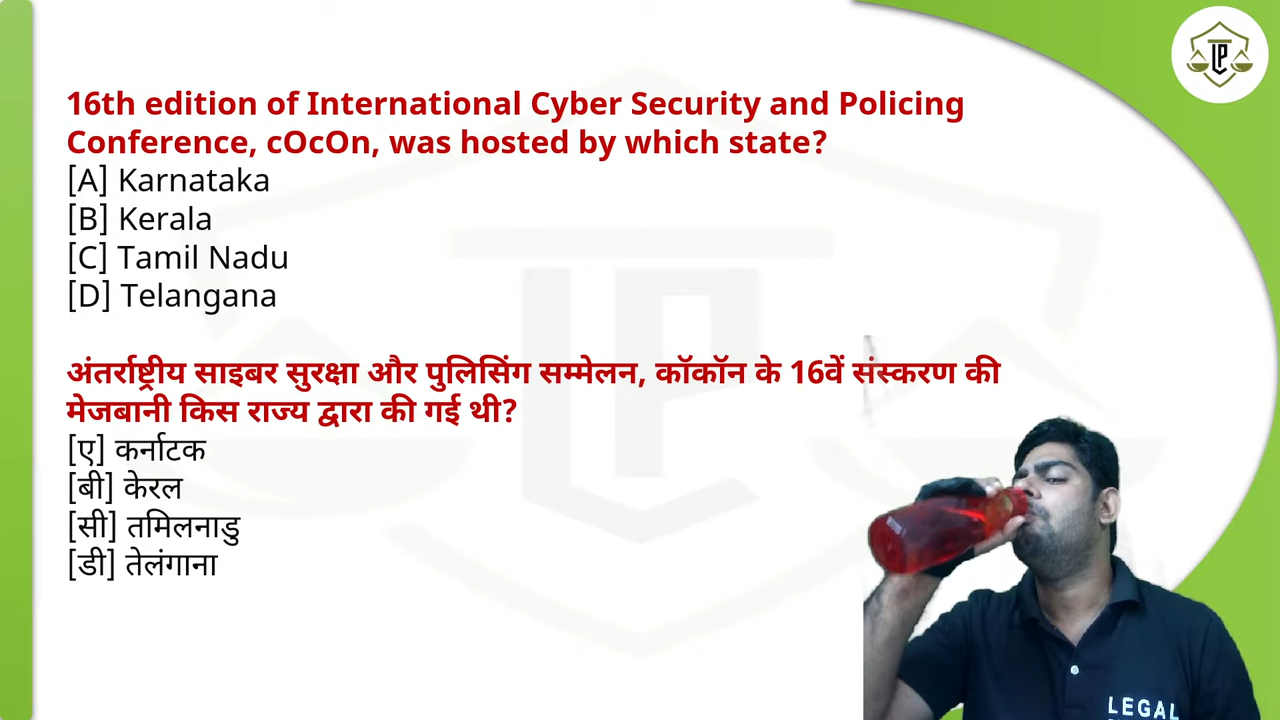 16th edition of International Cyber Security and Policing
Conference, cOcOn, was hosted by which state?
[A] Karnataka
[B] Kerala
[C] Tamil Nadu
[D] Telangana
अंतर्राष्ट्रीय साइबर सुरक्षा और पुलिसिंग सम्मेलन, कॉकॉन के 16वें संस्करण की
मेजबानी किस राज्य द्वारा की गई थी?
[ए] कर्नाटक
[बी] केरल
[सी] तमिलनाडु
[डी] तेलंगाना
LEGAL